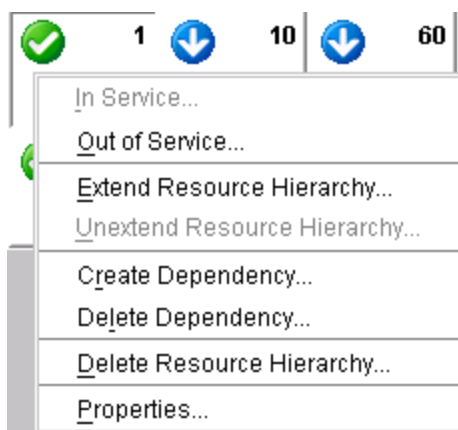 1 10 60
In Service...
Out of Service...
Extend Resource Hierarchy...
Unextend Resource Hierarchy...
Create Dependency...
Delete Dependency...
Delete Resource Hierarchy...
Properties...